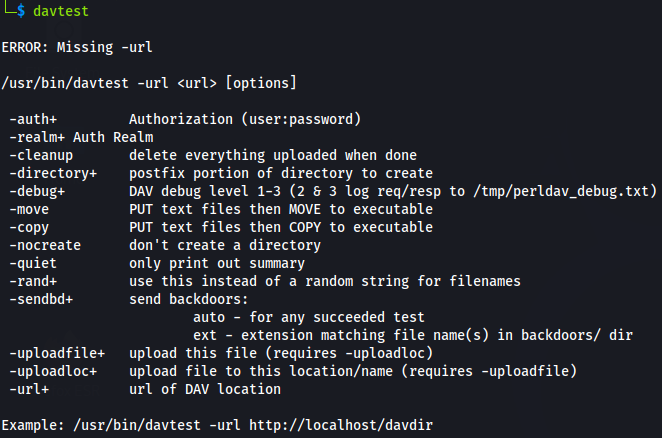 └─$ davtest
ERROR: Missing -url
/usr/bin/davtest -url <url> [options]
-auth+ Authorization (user:password)
-realm+ Auth Realm
-cleanup delete everything uploaded when done
-directory+ postfix portion of directory to create
-debug+ DAV debug level 1-3 (2 & 3 log req/resp to /tmp/perldav_debug.txt)
-move PUT text files then MOVE to executable
-copy PUT text files then COPY to executable
-nocreate don't create a directory
-quiet only print out summary
-rand+ use this instead of a random string for filenames
-sendbd+ send backdoors:
auto - for any succeeded test
ext - extension matching file name(s) in backdoors/ dir
-uploadfile+ upload this file (requires -uploadloc)
-uploadloc+ upload file to this location/name (requires -uploadfile)
-url+ url of DAV location
Example: /usr/bin/davtest -url http://localhost/davdir